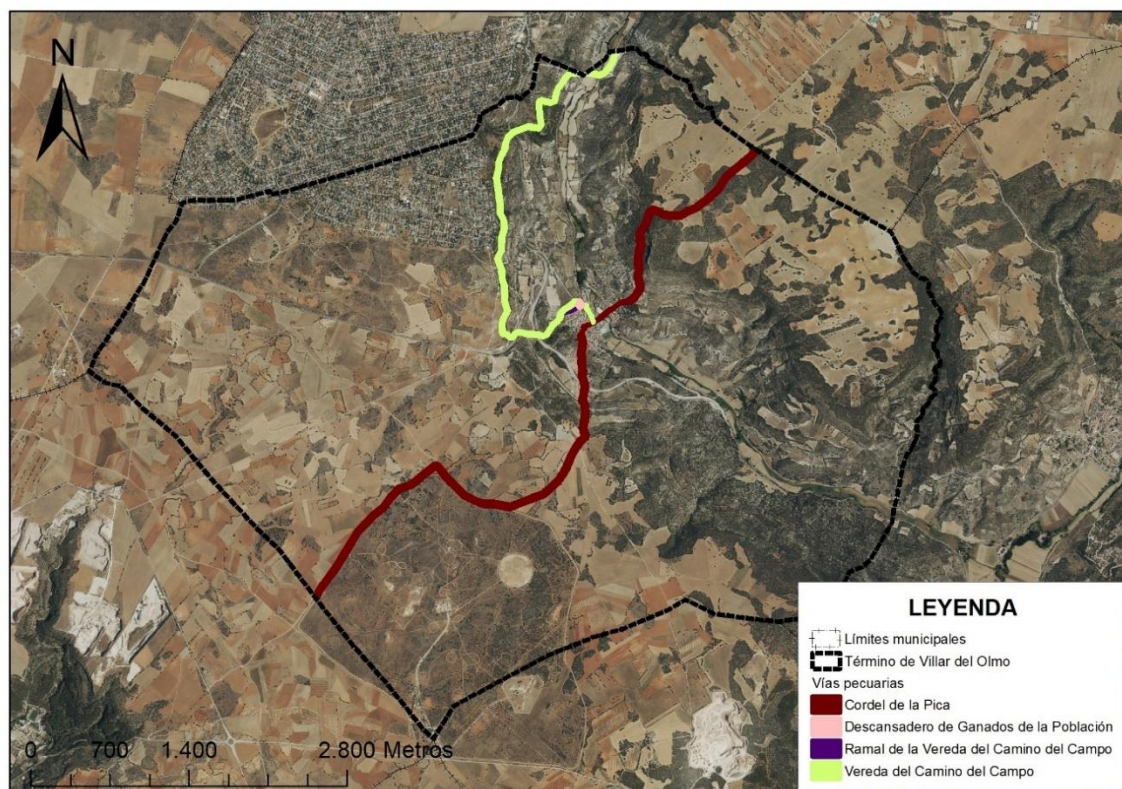 N
LEYENDA
Límites municipales
Término de Villar del Olmo
Vías pecuarias
Cordel de la Pica
Descansadero de Ganados de la Población
Ramal de la Vereda del Camino del Campo
Vereda del Camino del Campo
0 700 1.400 2.800 Metros